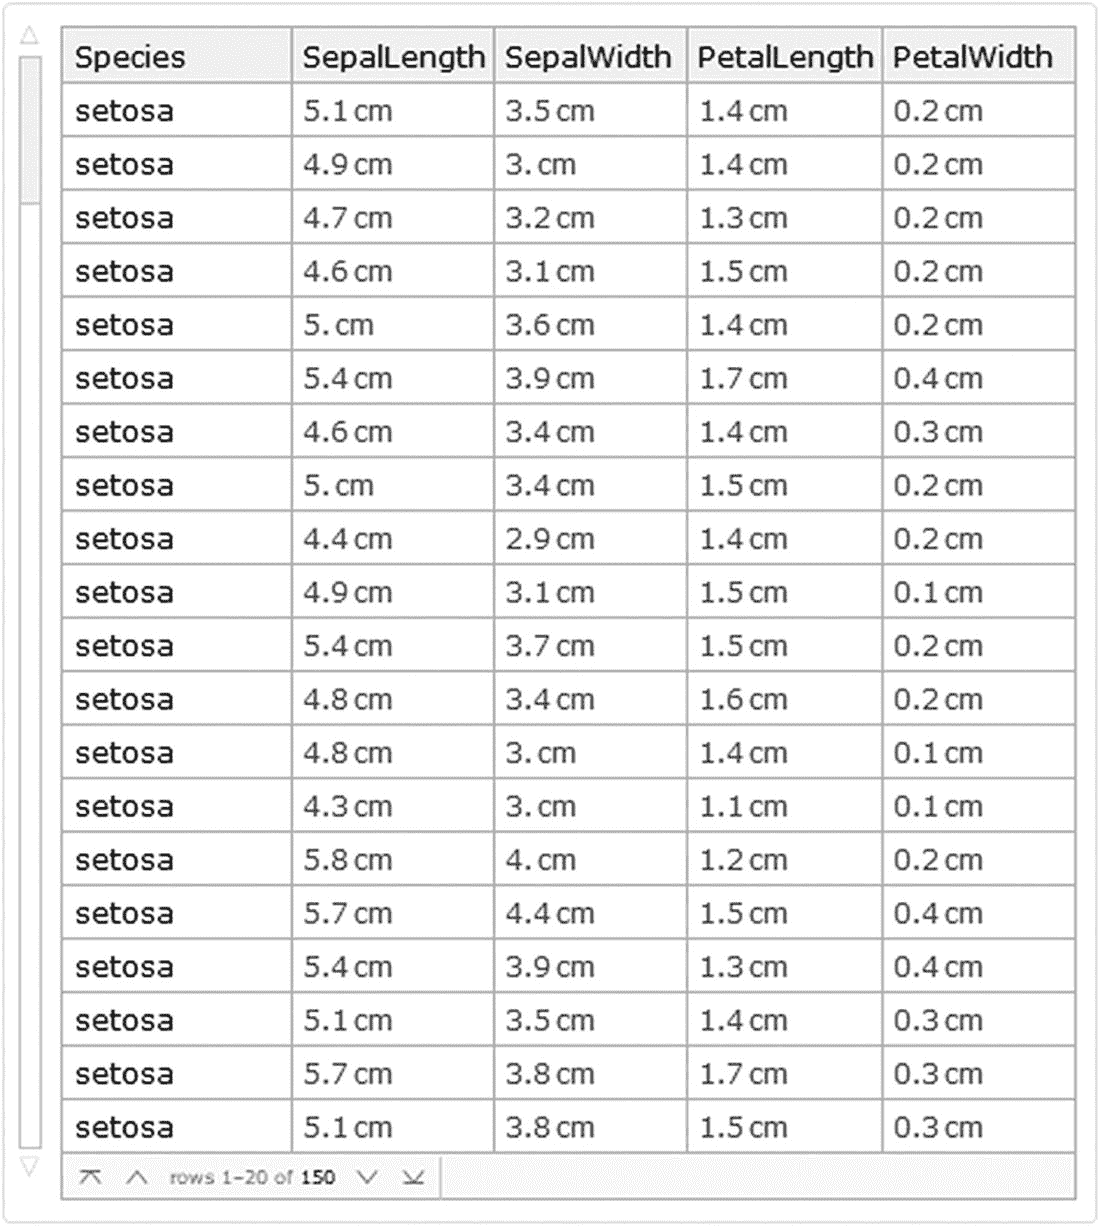 Species SepalLength SepalWidth PetalLength PetalWidth
setosa 5.1 cm 3.5 cm 1.4 cm 0.2 cm
setosa 4.9 cm 3. cm 1.4 cm 0.2 cm
setosa 4.7 cm 3.2 cm 1.3 cm 0.2 cm
setosa 4.6 cm 3.1 cm 1.5 cm 0.2 cm
setosa 5. cm 3.6 cm 1.4 cm 0.2 cm
setosa 5.4 cm 3.9 cm 1.7 cm 0.4 cm
setosa 4.6 cm 3.4 cm 1.4 cm 0.3 cm
setosa 5. cm 3.4 cm 1.5 cm 0.2 cm
setosa 4.4 cm 2.9 cm 1.4 cm 0.2 cm
setosa 4.9 cm 3.1 cm 1.5 cm 0.1 cm
setosa 5.4 cm 3.7 cm 1.5 cm 0.2 cm
setosa 4.8 cm 3.4 cm 1.6 cm 0.2 cm
setosa 4.8 cm 3. cm 1.4 cm 0.1 cm
setosa 4.3 cm 3. cm 1.1 cm 0.1 cm
setosa 5.8 cm 4. cm 1.2 cm 0.2 cm
setosa 5.7 cm 4.4 cm 1.5 cm 0.4 cm
setosa 5.4 cm 3.9 cm 1.3 cm 0.4 cm
setosa 5.1 cm 3.5 cm 1.4 cm 0.3 cm
setosa 5.7 cm 3.8 cm 1.7 cm 0.3 cm
setosa 5.1 cm 3.8 cm 1.5 cm 0.3 cm
rows 1–20 of 150